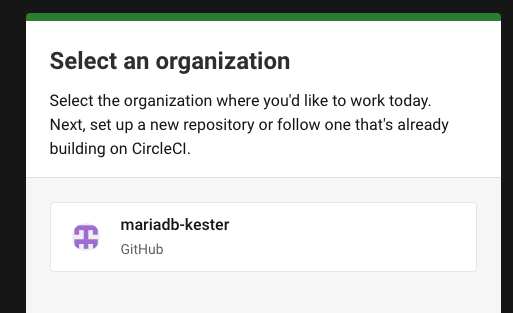 Select an organization
Select the organization where you'd like to work today.
Next, set up a new repository or follow one that's already
building on CircleCI.
mariadb-kester
GitHub